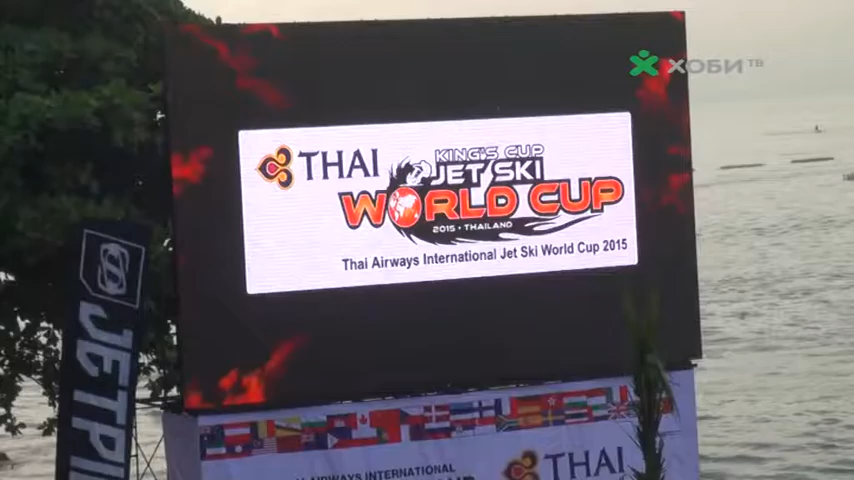 ХОБИ ТВ
THAI
KING'S CUP
JET SKI
WORLD CUP
2015 • THAILAND
Thai Airways International Jet Ski World Cup 2015
JETPIL
AIRWAYS INTERNATIONAL
THAI